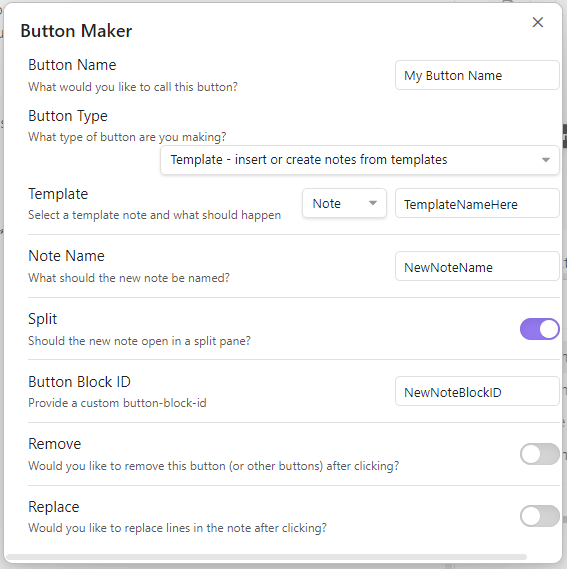 Button Maker
Button Name
What would you like to call this button?
My Button Name
Button Type
What type of button are you making?
Template - insert or create notes from templates
Template
Select a template note and what should happen
Note
TemplateNameHere
Note Name
What should the new note be named?
NewNoteName
Split
Should the new note open in a split pane?
Button Block ID
Provide a custom button-block-id
NewNoteBlockID
Remove
Would you like to remove this button (or other buttons) after clicking?
Replace
Would you like to replace lines in the note after clicking?